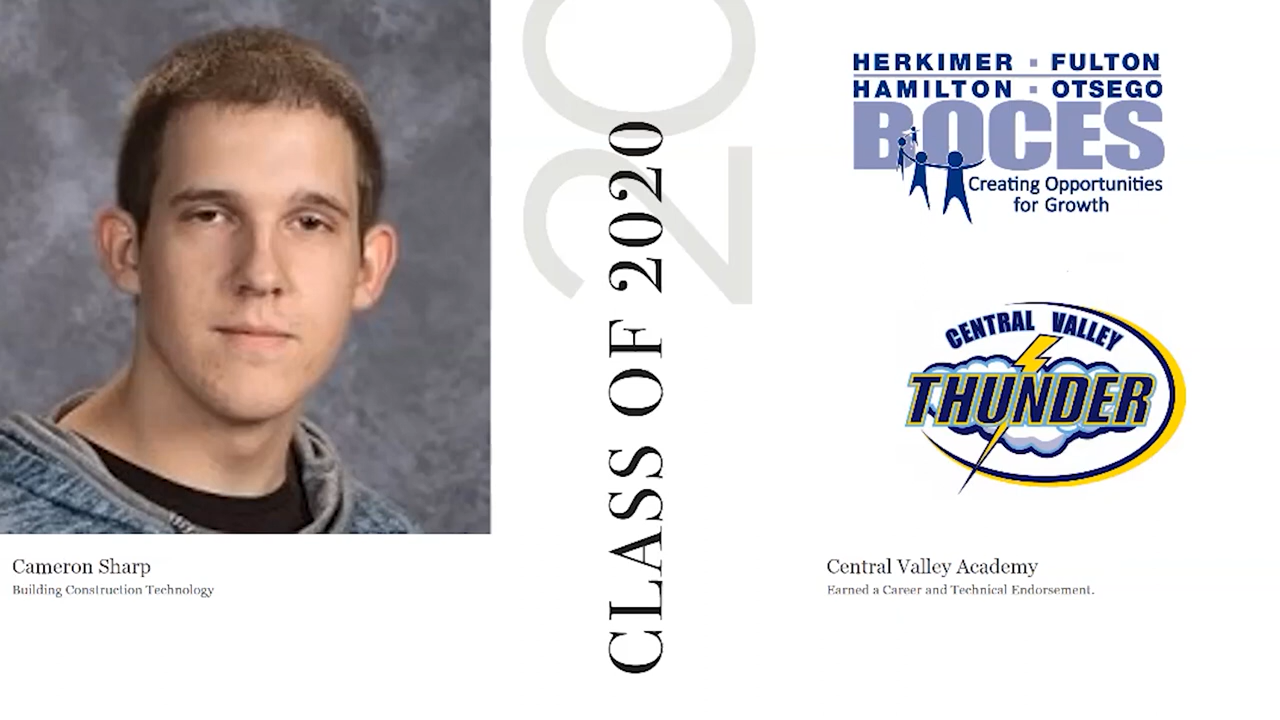 Cameron Sharp
Building Construction Technology
20
CLASS OF 2020
HERKIMER ▪ FULTON
HAMILTON ▪ OTSEGO
BOCES
Creating Opportunities
for Growth
CENTRAL VALLEY
THUNDER
Central Valley Academy
Earned a Career and Technical Endorsement.